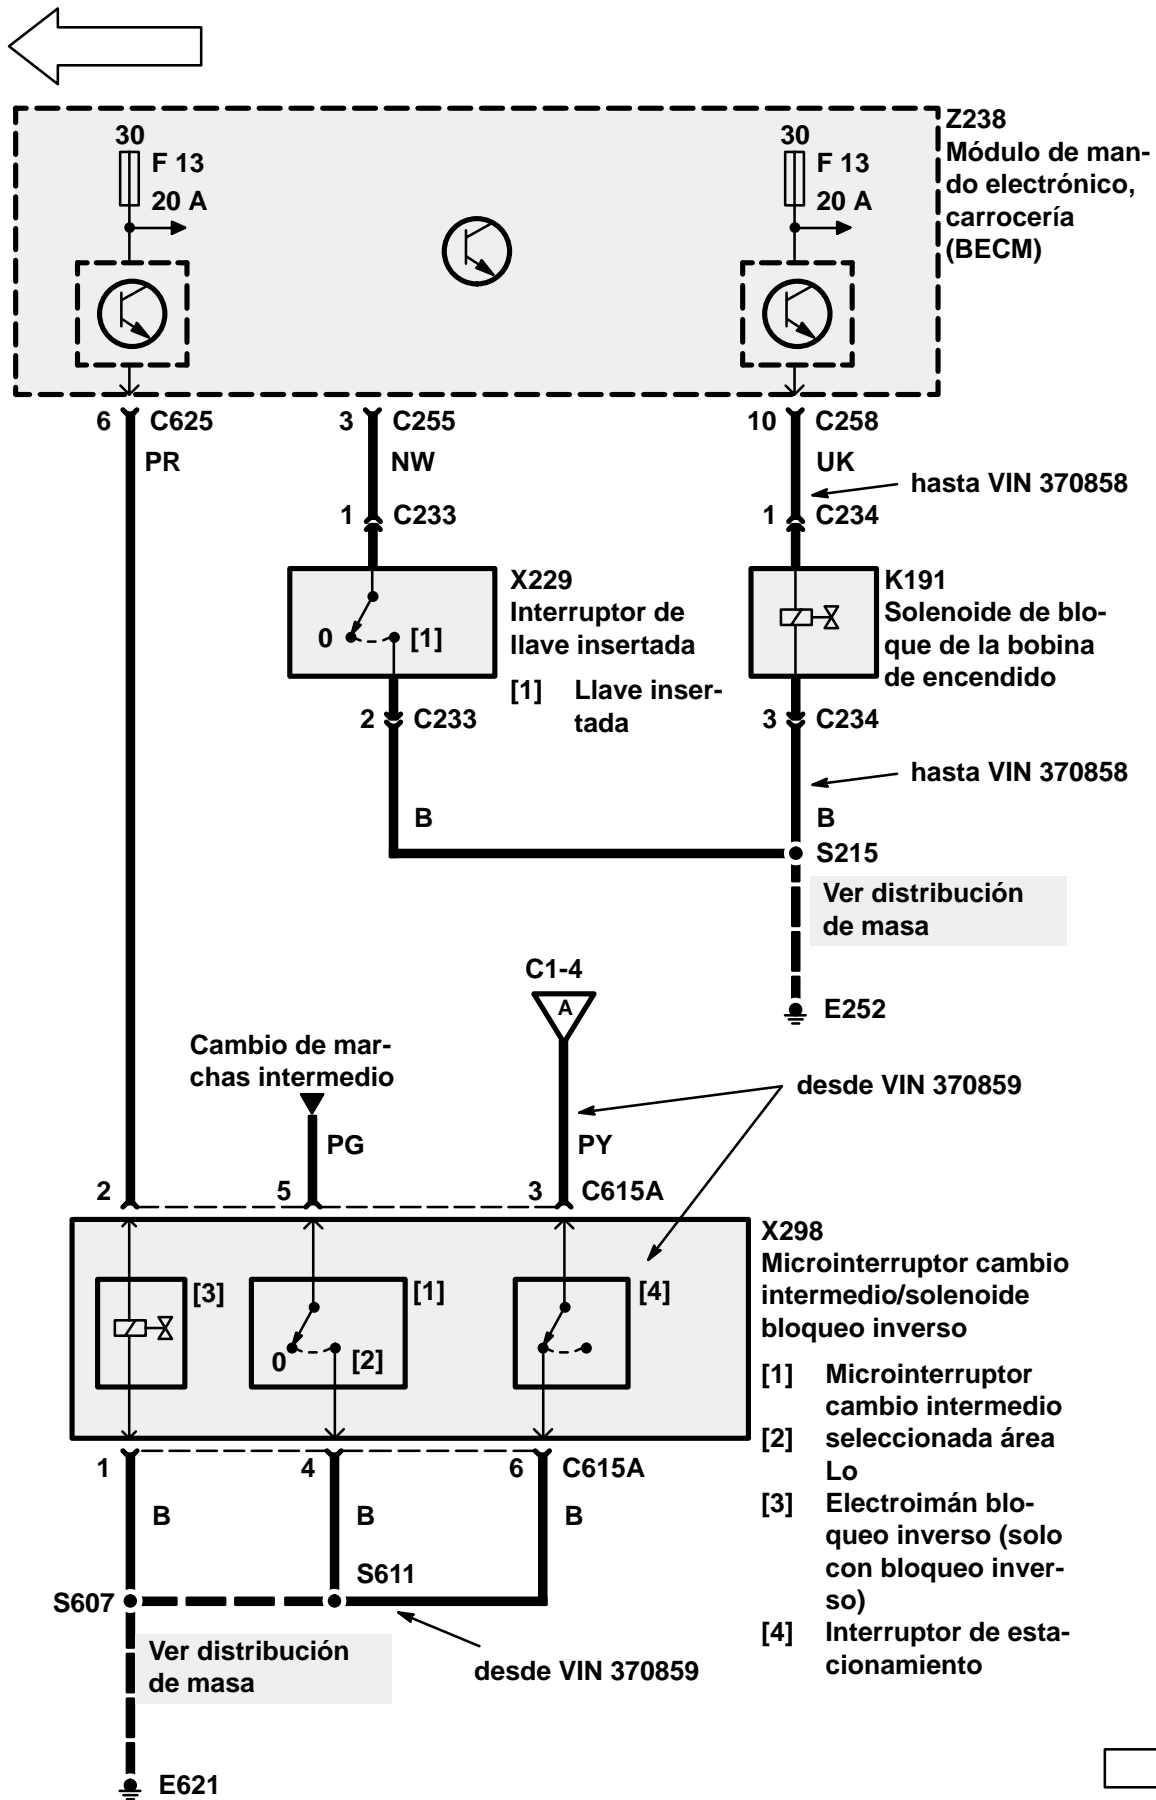 Z238
Módulo de man-
do electrónico,
carrocería
(BECM)
30
F 13
20 A
30
F 13
20 A
6 C625
3 C255
10 C258
PR
NW
UK
hasta VIN 370858
1 C233
1 C234
X229
Interruptor de
llave insertada
[1] Llave inser-
tada
0 [1]
K191
Solenoide de blo-
que de la bobina
de encendido
2 C233
3 C234
hasta VIN 370858
B
B
S215
Ver distribución
de masa
E252
C1-4
A
Cambio de mar-
chas intermedio
desde VIN 370859
PG
PY
2
5
3 C615A
X298
Microinterruptor cambio
intermedio/solenoide
bloqueo inverso
[3]
[1]
[4]
0 [2]
[1] Microinterruptor
cambio intermedio
[2] seleccionada área
Lo
[3] Electroimán blo-
queo inverso (solo
con bloqueo inver-
so)
[4] Interruptor de esta-
cionamiento
1
4
6 C615A
B
B
B
S611
S607
Ver distribución
de masa
desde VIN 370859
E621